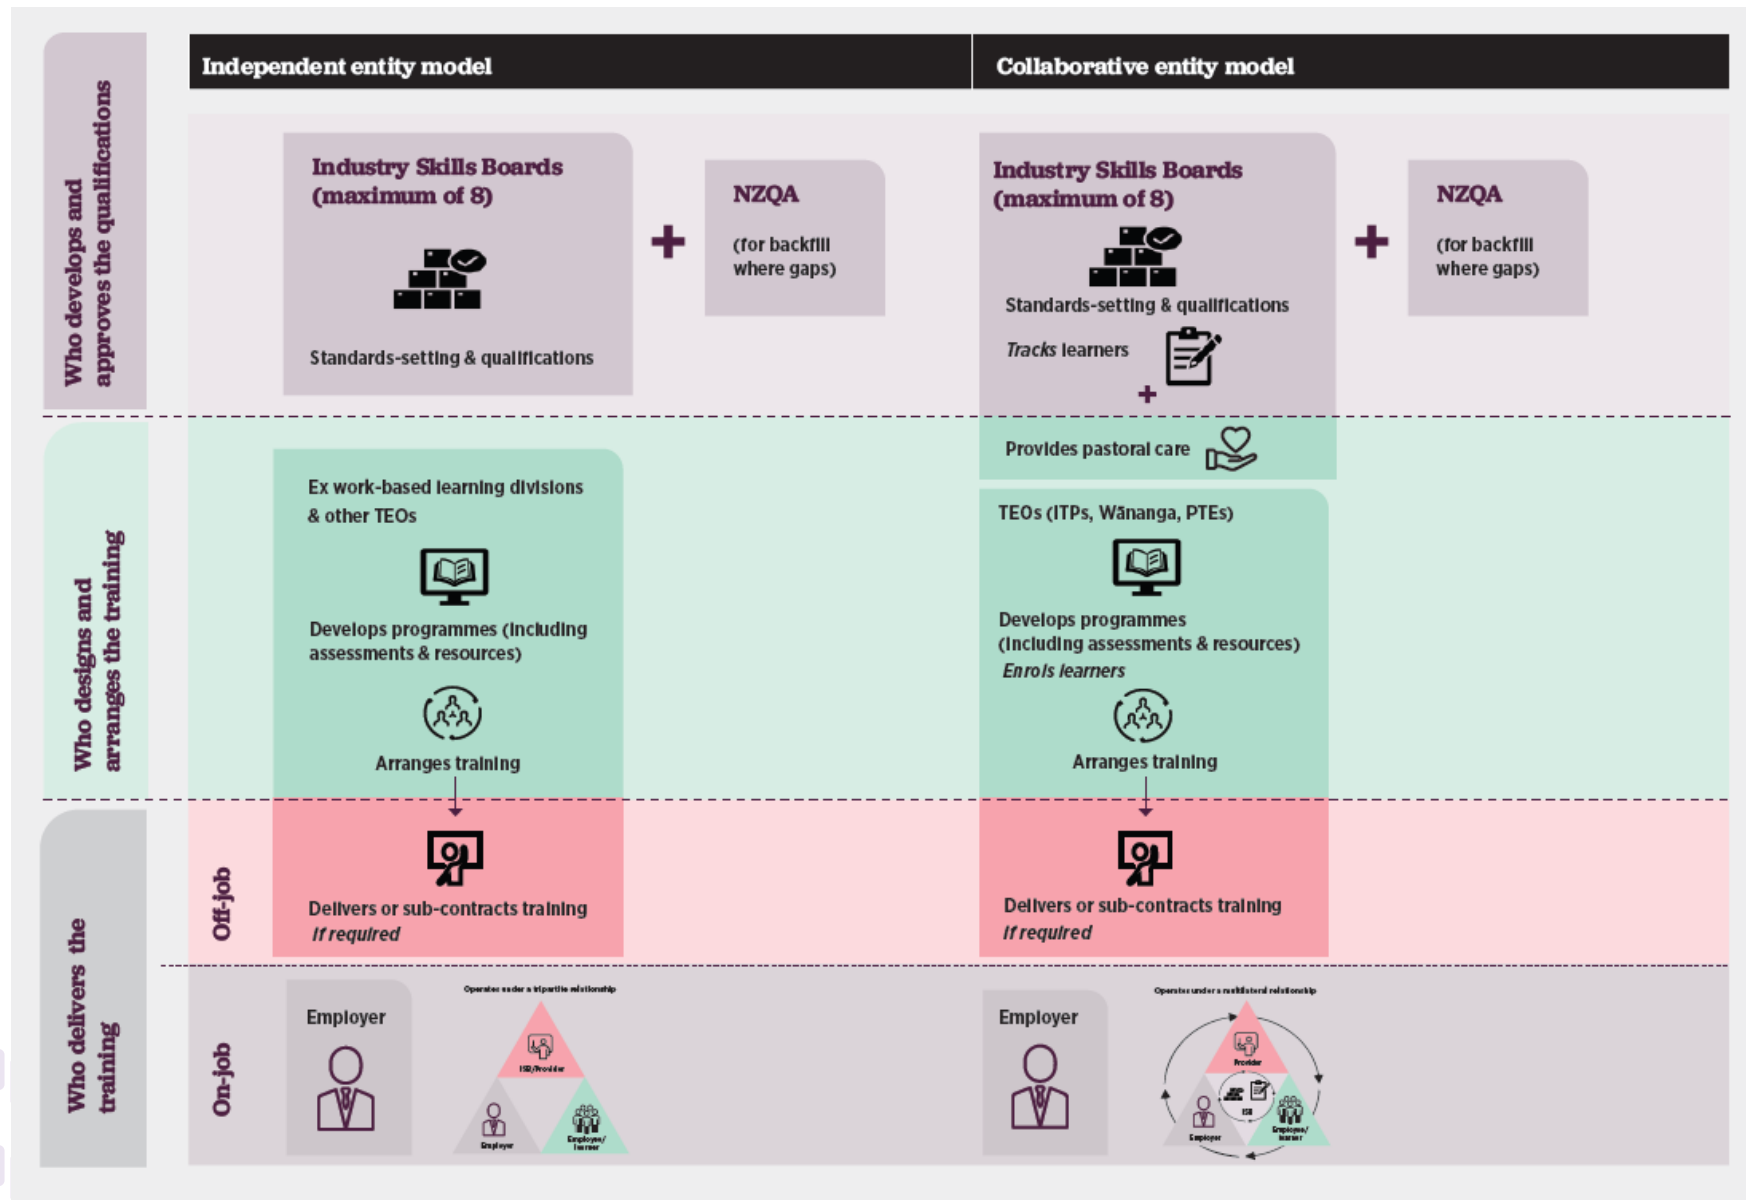 Independent entity model
Collaborative entity model
Who develops and
approves the qualifications
Industry Skills Boards
(maximum of 8)
Standards-setting & qualifications
NZQA
(for backfill
where gaps)
Industry Skills Boards
(maximum of 8)
Standards-setting & qualifications
Tracks learners
NZQA
(for backfill
where gaps)
Who designs and
arranges the training
Ex work-based learning divisions
& other TEOs
Develops programmes (including
assessments & resources)
Arranges training
Provides pastoral care
TEOs (ITPs, Wānanga, PTEs)
Develops programmes
(including assessments & resources)
Enrols learners
Arranges training
Who delivers the
training
Off-job
Delivers or sub-contracts training
if required
Delivers or sub-contracts training
if required
On-job
Employer
Operates under a tripartite relationship
ISB/Provider
Employer
Employee/
learner
Employer
Operates under a multilateral relationship
Provider
ISB
Employer
Employee/
learner